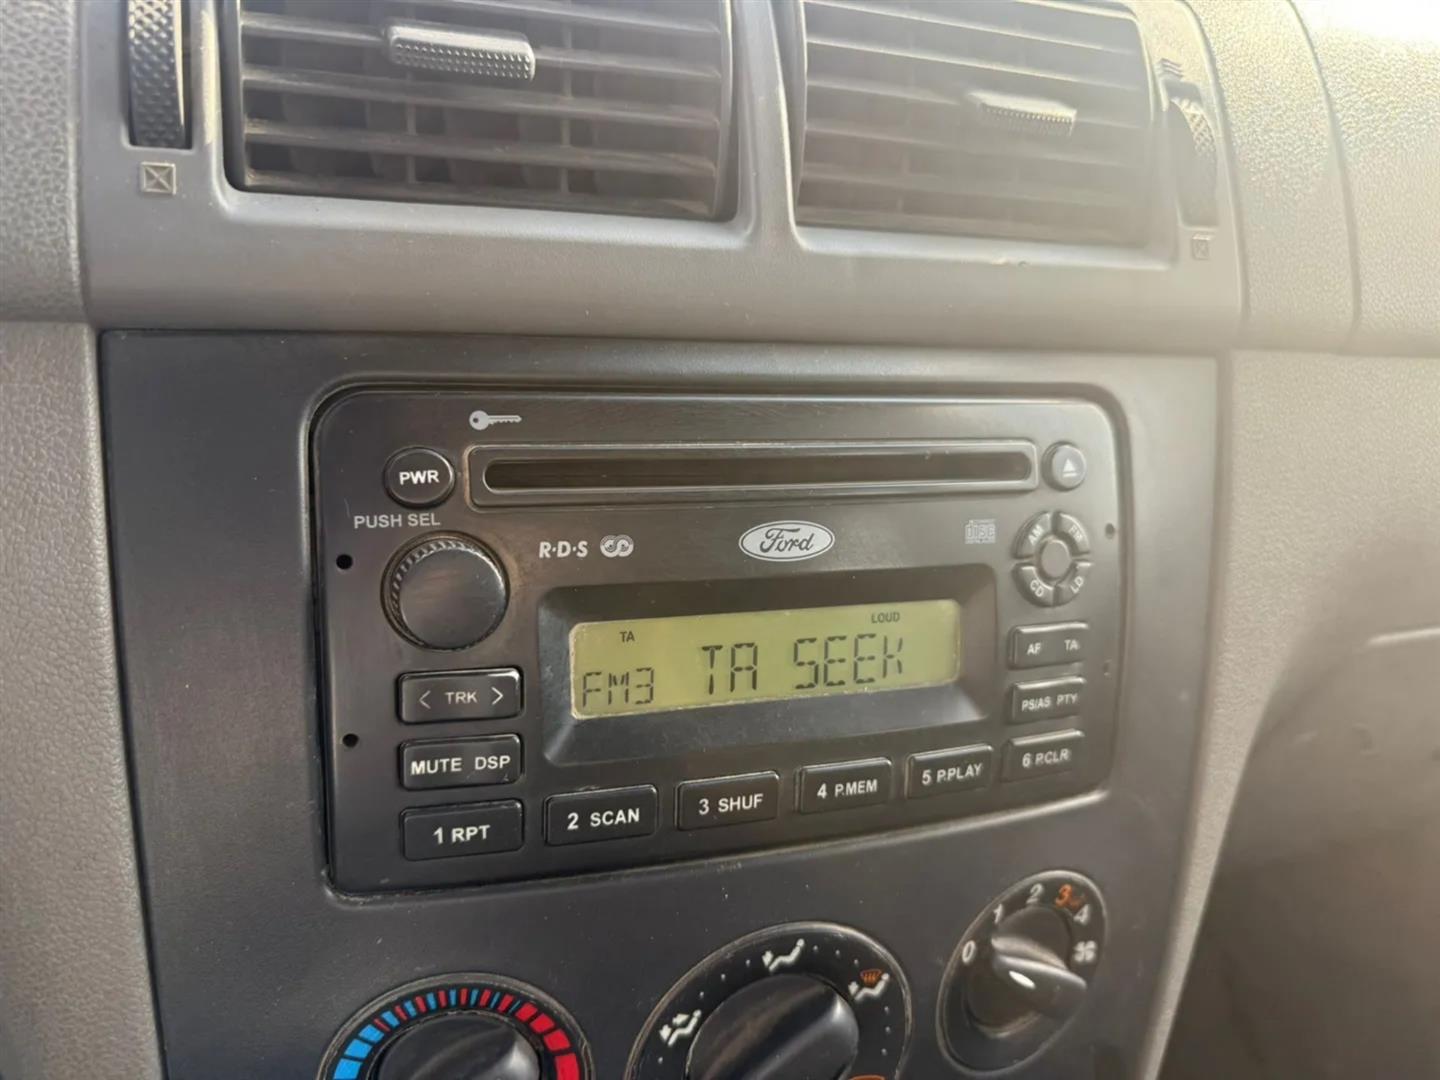 PWR
PUSH SEL
R·D·S
Ford
DISC
AM FM
CD LD
TA LOUD
FM3 TA SEEK
AF TA
< TRK >
PS/AS PTY
MUTE DSP
1 RPT
2 SCAN
3 SHUF
4 P.MEM
5 P.PLAY
6 P.CLR
0 1 2 3 4